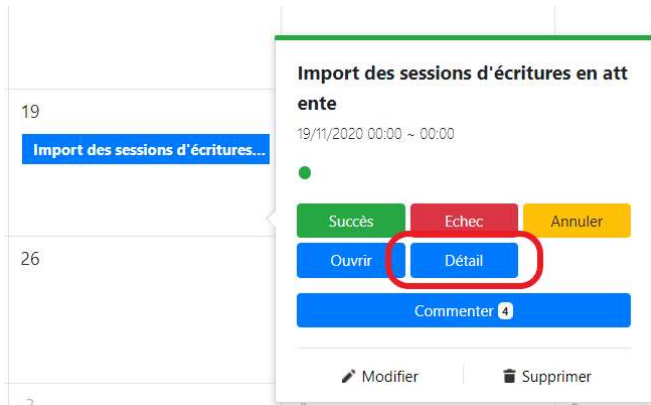 19
Import des sessions d'écritures...
26
Import des sessions d'écritures en att
ente
19/11/2020 00:00 ~ 00:00
Succès
Echec
Annuler
Ouvrir
Détail
Commenter 4
Modifier
Supprimer